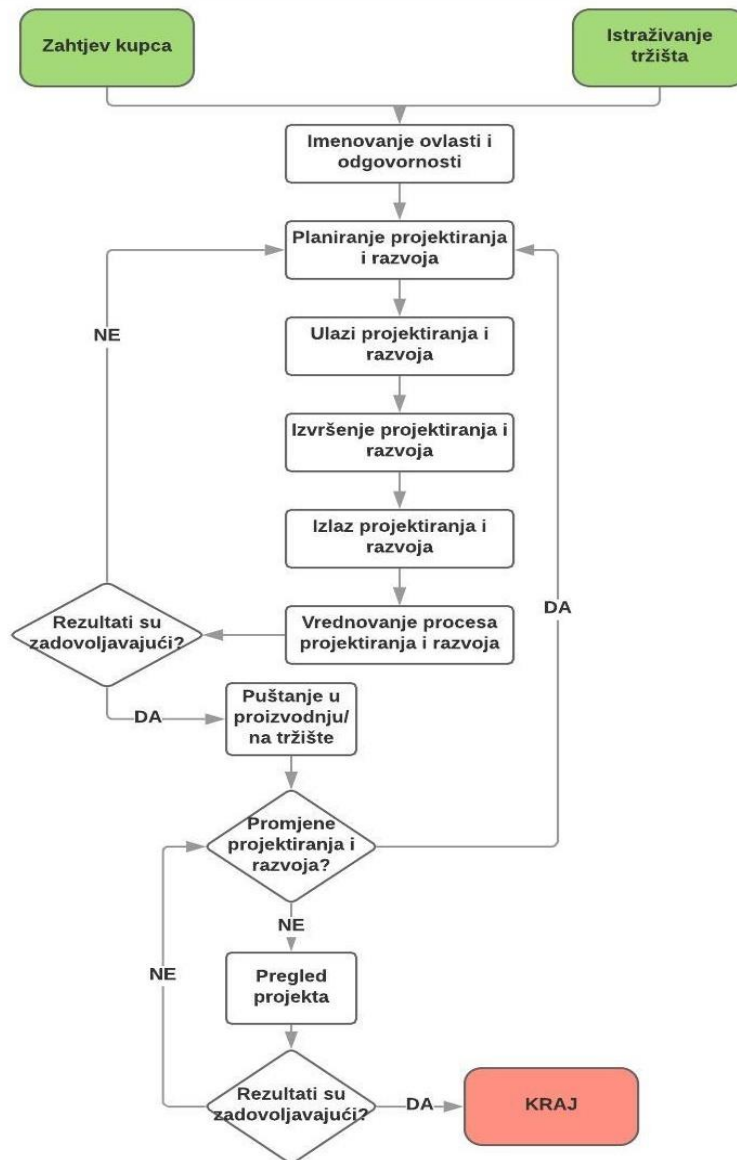 Zahtjev kupca
Istraživanje
tržišta
Imenovanje ovlasti i
odgovornosti
Planiranje projektiranja
i razvoja
NE
Ulazi projektiranja i
razvoja
Izvršenje projektiranja i
razvoja
Izlaz projektiranja i
razvoja
DA
Rezultati su
zadovoljavajući?
Vrednovanje procesa
projektiranja i razvoja
DA
Puštanje u
proizvodnju/
na tržište
Promjene
projektiranja i
razvoja?
NE
NE
Pregled
projekta
Rezultati su
zadovoljavajući?
DA
KRAJ